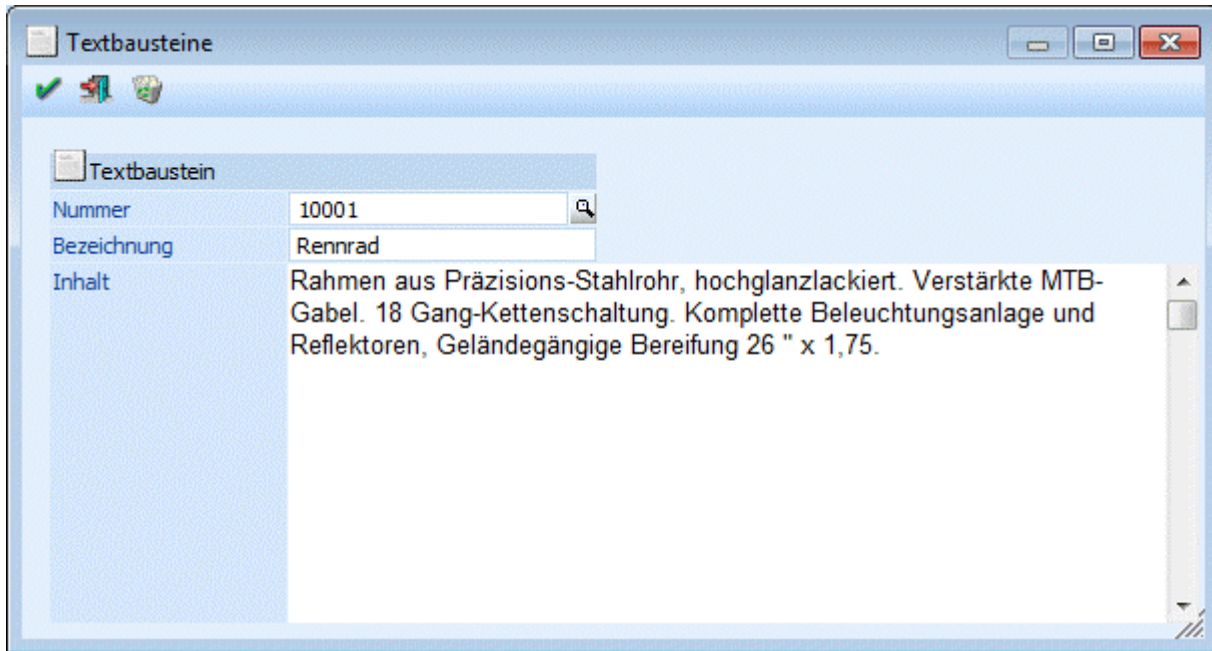 Textbausteine
Textbaustein
Nummer 10001
Bezeichnung Rennrad
Inhalt Rahmen aus Präzisions-Stahlrohr, hochglanzlackiert. Verstärkte MTB-
Gabel. 18 Gang-Kettenschaltung. Komplette Beleuchtungsanlage und
Reflektoren, Geländegängige Bereifung 26 " x 1,75.